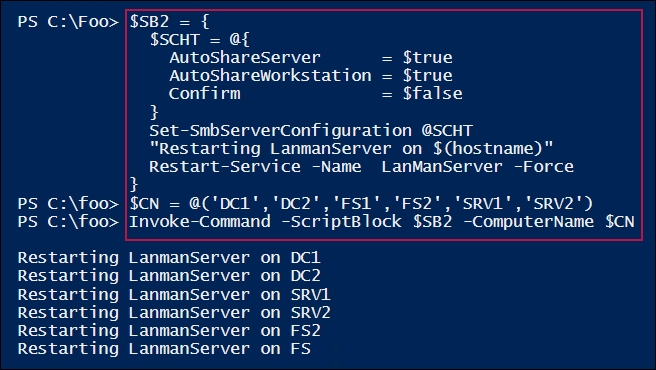 PS C:\Foo> $SB2 = {
  $SCHT = @{
    AutoShareServer      = $true
    AutoShareWorkstation = $true
    Confirm              = $false
  }
  Set-SmbServerConfiguration @SCHT
  "Restarting LanmanServer on $(hostname)"
  Restart-Service -Name  LanManServer -Force
}
PS C:\foo> $CN = @('DC1','DC2','FS1','FS2','SRV1','SRV2')
PS C:\foo> Invoke-Command -ScriptBlock $SB2 -ComputerName $CN
Restarting LanmanServer on DC1
Restarting LanmanServer on DC2
Restarting LanmanServer on SRV1
Restarting LanmanServer on SRV2
Restarting LanmanServer on FS2
Restarting LanmanServer on FS